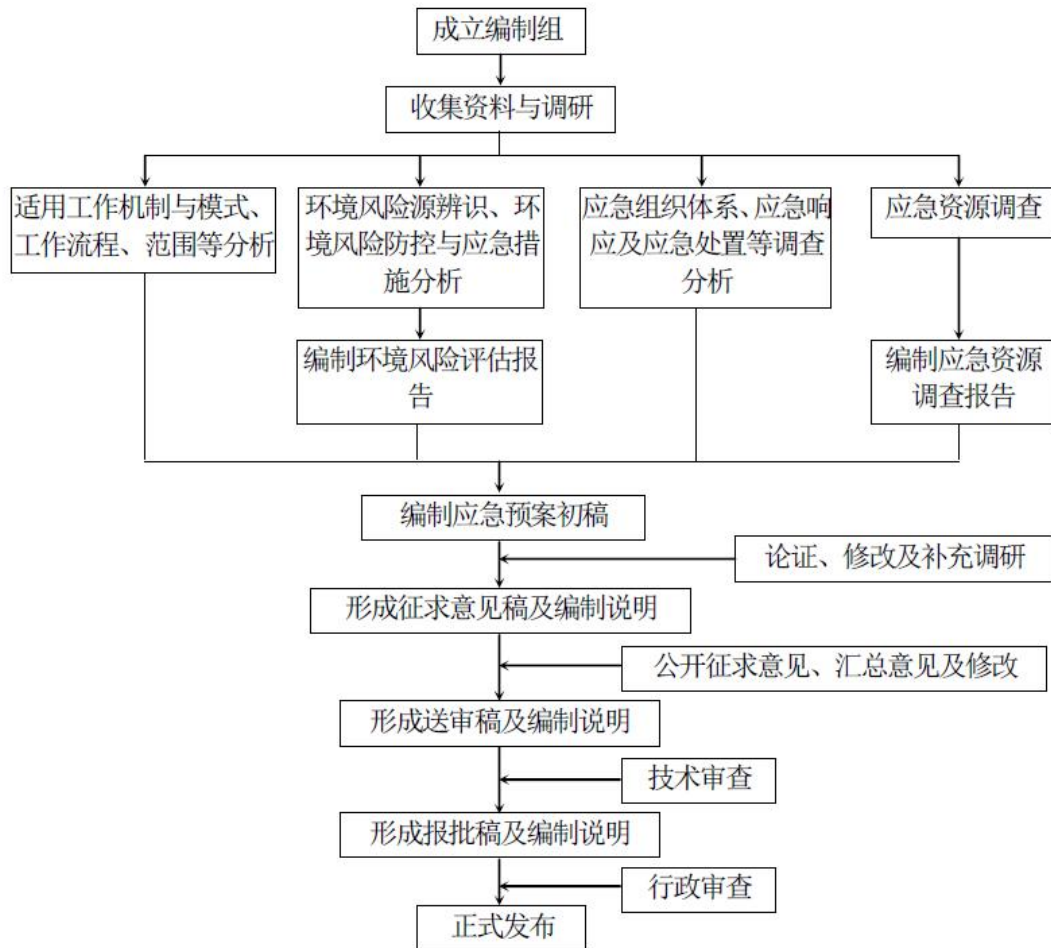 成立编制组
收集资料与调研
适用工作机制与模式、
工作流程、范围等分析
环境风险源辨识、环
境风险防控与应急措
施分析
应急组织体系、应急响
应及应急处置等调查
分析
应急资源调查
编制环境风险评估报
告
编制应急资源
调查报告
编制应急预案初稿
论证、修改及补充调研
形成征求意见稿及编制说明
公开征求意见、汇总意见及修改
形成送审稿及编制说明
技术审查
形成报批稿及编制说明
行政审查
正式发布